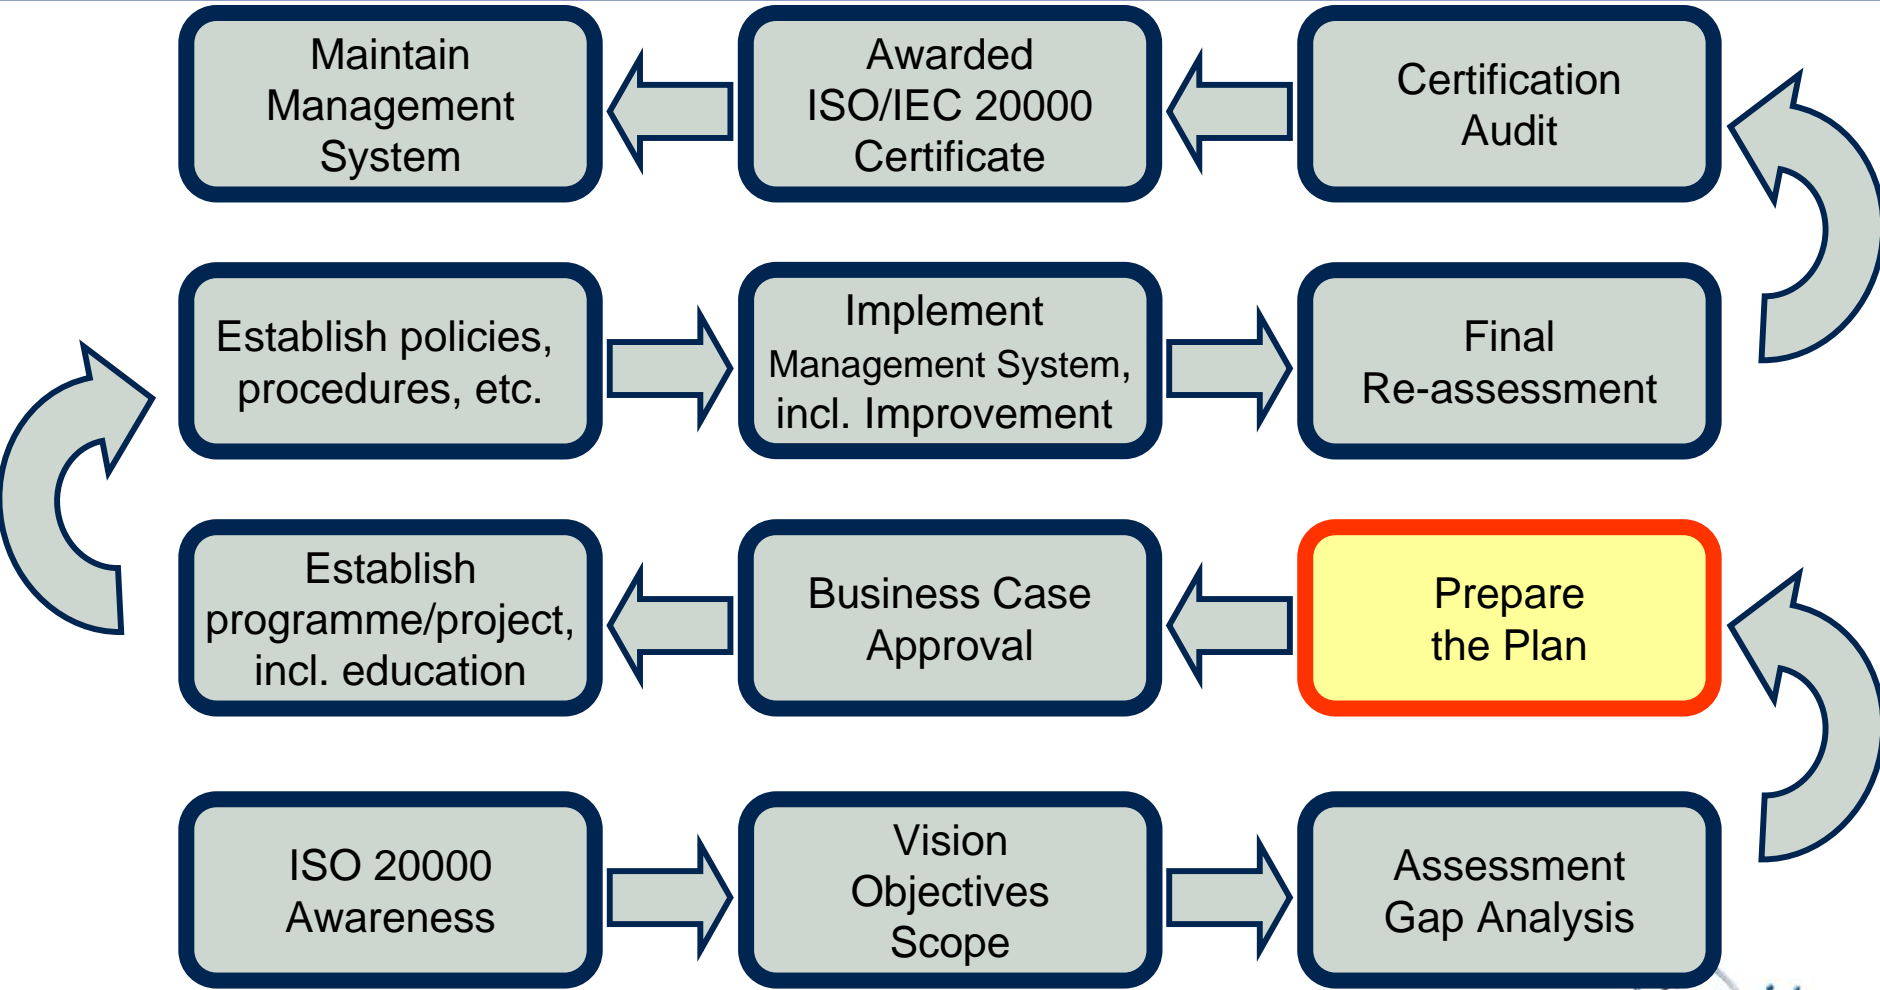 Maintain
Management
System
Awarded
ISO/IEC 20000
Certificate
Certification
Audit
Establish policies,
procedures, etc.
Implement
Management System,
incl. Improvement
Final
Re-assessment
Establish
programme/project,
incl. education
Business Case
Approval
Prepare
the Plan
ISO 20000
Awareness
Vision
Objectives
Scope
Assessment
Gap Analysis